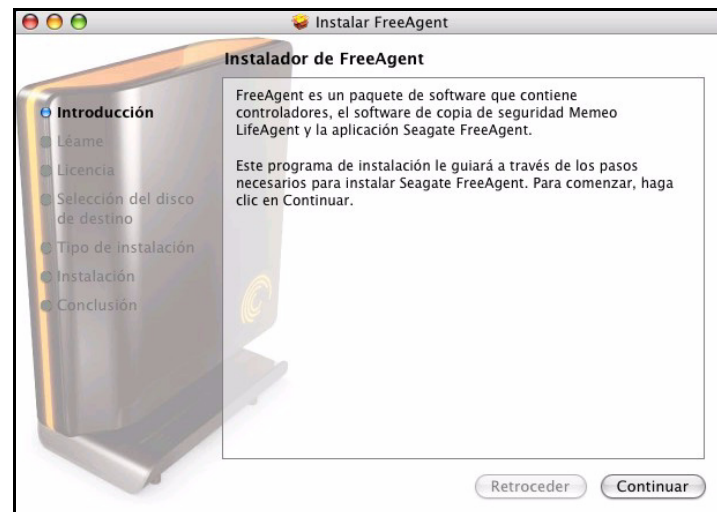 Instalar FreeAgent
Instalador de FreeAgent
Introducción
Léame
Licencia
Selección del disco
de destino
Tipo de instalación
Instalación
Conclusión
FreeAgent es un paquete de software que contiene
controladores, el software de copia de seguridad Memeo
LifeAgent y la aplicación Seagate FreeAgent.
Este programa de instalación le guiará a través de los pasos
necesarios para instalar Seagate FreeAgent. Para comenzar, haga
clic en Continuar.
Retroceder
Continuar